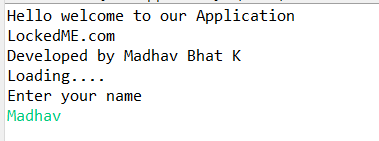 Hello welcome to our Application
LockedME.com
Developed by Madhav Bhat K
Loading....
Enter your name
Madhav